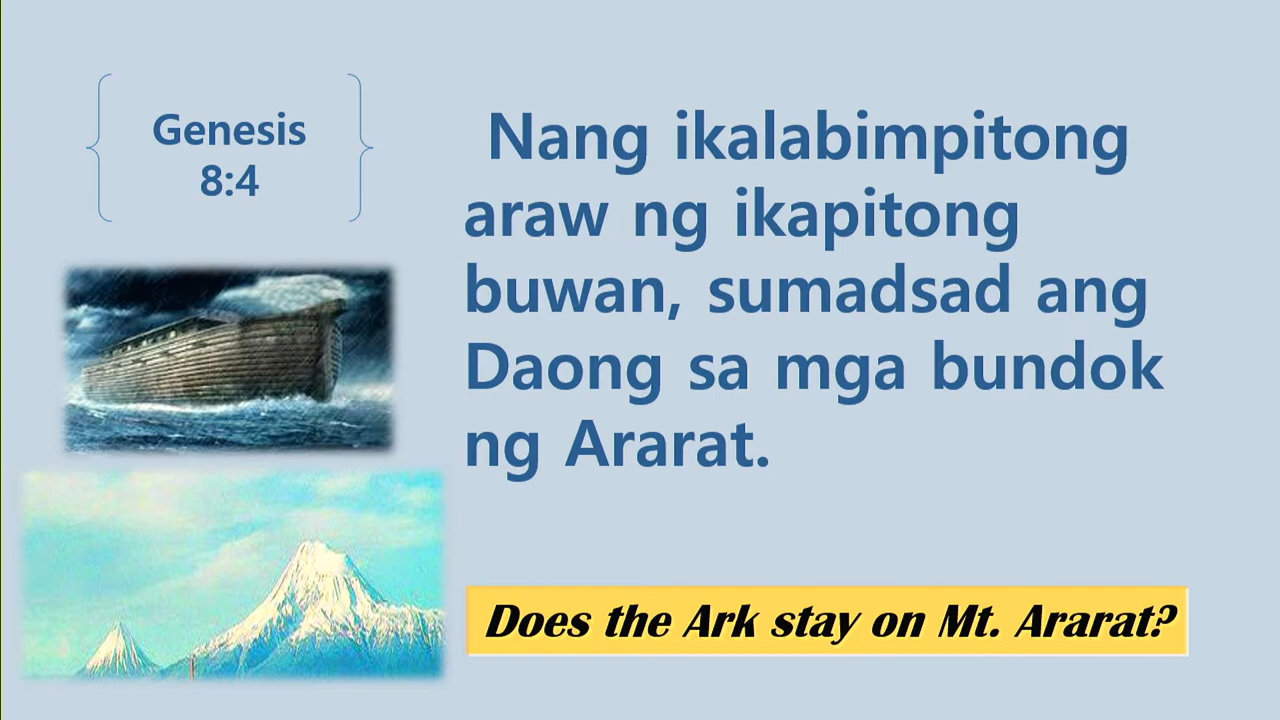 Genesis
8:4
Nang ikalabimpitong
araw ng ikapitong
buwan, sumadsad ang
Daong sa mga bundok
ng Ararat.
Does the Ark stay on Mt. Ararat?